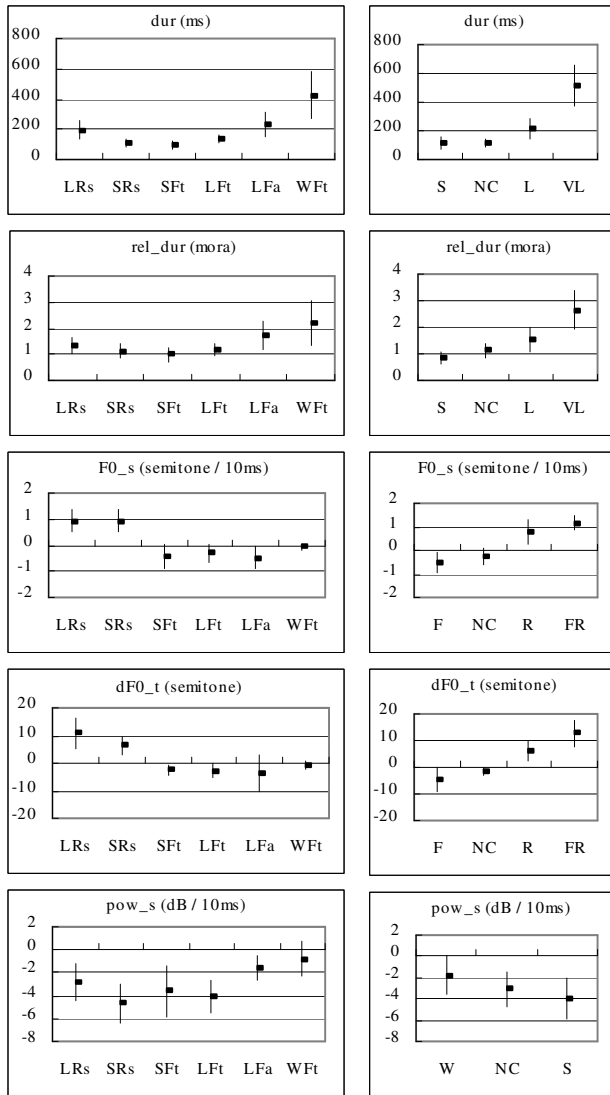 dur (ms)
800
600
400
200
0
LRs SRs SFt LFt LFa WFt
dur (ms)
800
600
400
200
0
S NC L VL
rel_dur (mora)
4
3
2
1
0
LRs SRs SFt LFt LFa WFt
rel_dur (mora)
4
3
2
1
0
S NC L VL
F0_s (semitone / 10ms)
2
1
0
-1
-2
LRs SRs SFt LFt LFa WFt
F0_s (semitone / 10ms)
2
1
0
-1
-2
F NC R FR
dF0_t (semitone)
20
10
0
-10
-20
LRs SRs SFt LFt LFa WFt
dF0_t (semitone)
20
10
0
-10
-20
F NC R FR
pow_s (dB / 10ms)
2
0
-2
-4
-6
-8
LRs SRs SFt LFt LFa WFt
pow_s (dB / 10ms)
2
0
-2
-4
-6
-8
W NC S